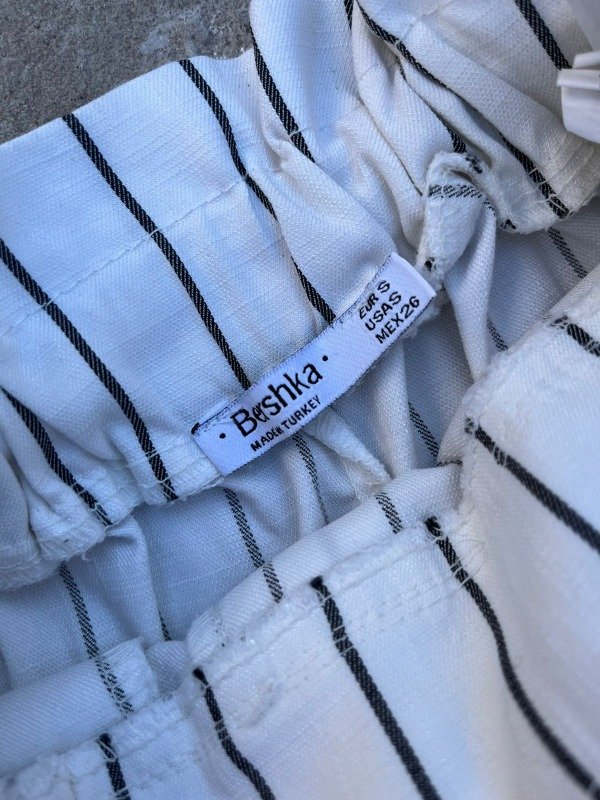 · Bershka ·
MADE IN TURKEY
EUR S
USA S
MEX 26